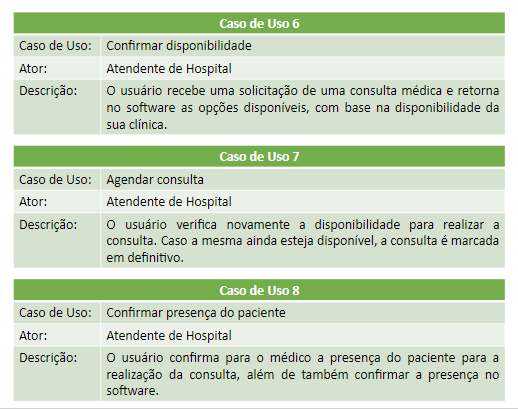 Caso de Uso 6
Caso de Uso: Confirmar disponibilidade
Ator: Atendente de Hospital
Descrição: O usuário recebe uma solicitação de uma consulta médica e retorna
no software as opções disponíveis, com base na disponibilidade da
sua clínica.
Caso de Uso 7
Caso de Uso: Agendar consulta
Ator: Atendente de Hospital
Descrição: O usuário verifica novamente a disponibilidade para realizar a
consulta. Caso a mesma ainda esteja disponível, a consulta é marcada
em definitivo.
Caso de Uso 8
Caso de Uso: Confirmar presença do paciente
Ator: Atendente de Hospital
Descrição: O usuário confirma para o médico a presença do paciente para a
realização da consulta, além de também confirmar a presença no
software.